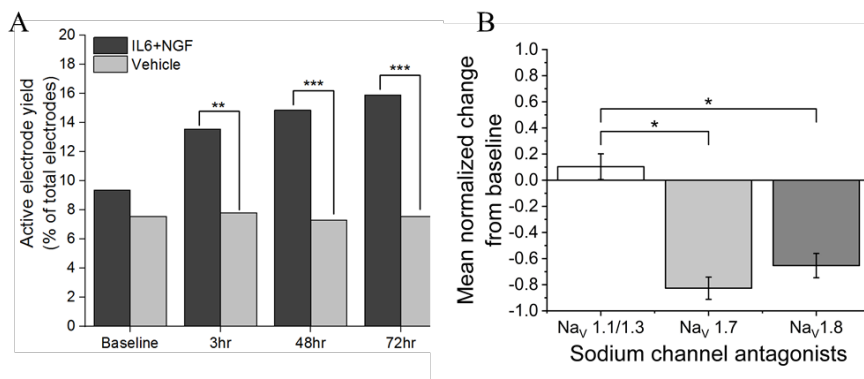 A
IL6+NGF
Vehicle
Active electrode yield
(% of total electrodes)
20
18
16
14
12
10
8
6
4
2
0
**
***
***
Baseline
3hr
48hr
72hr
B
Mean normalized change
from baseline
1.0
0.8
0.6
0.4
0.2
0.0
-0.2
-0.4
-0.6
-0.8
-1.0
*
*
NaV 1.1/1.3
NaV 1.7
NaV1.8
Sodium channel antagonists